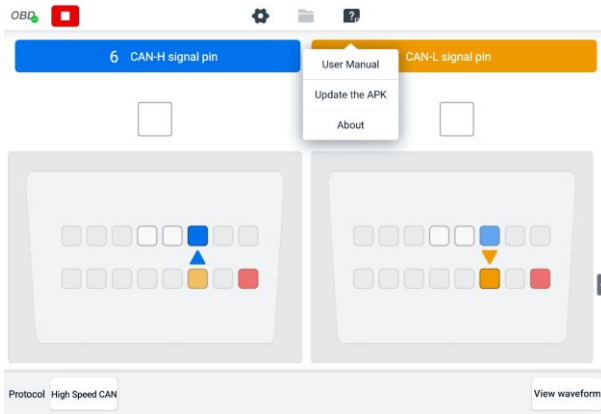 OBD
?
6 CAN-H signal pin
CAN-L signal pin
User Manual
Update the APK
About
Protocol High Speed CAN
View waveform